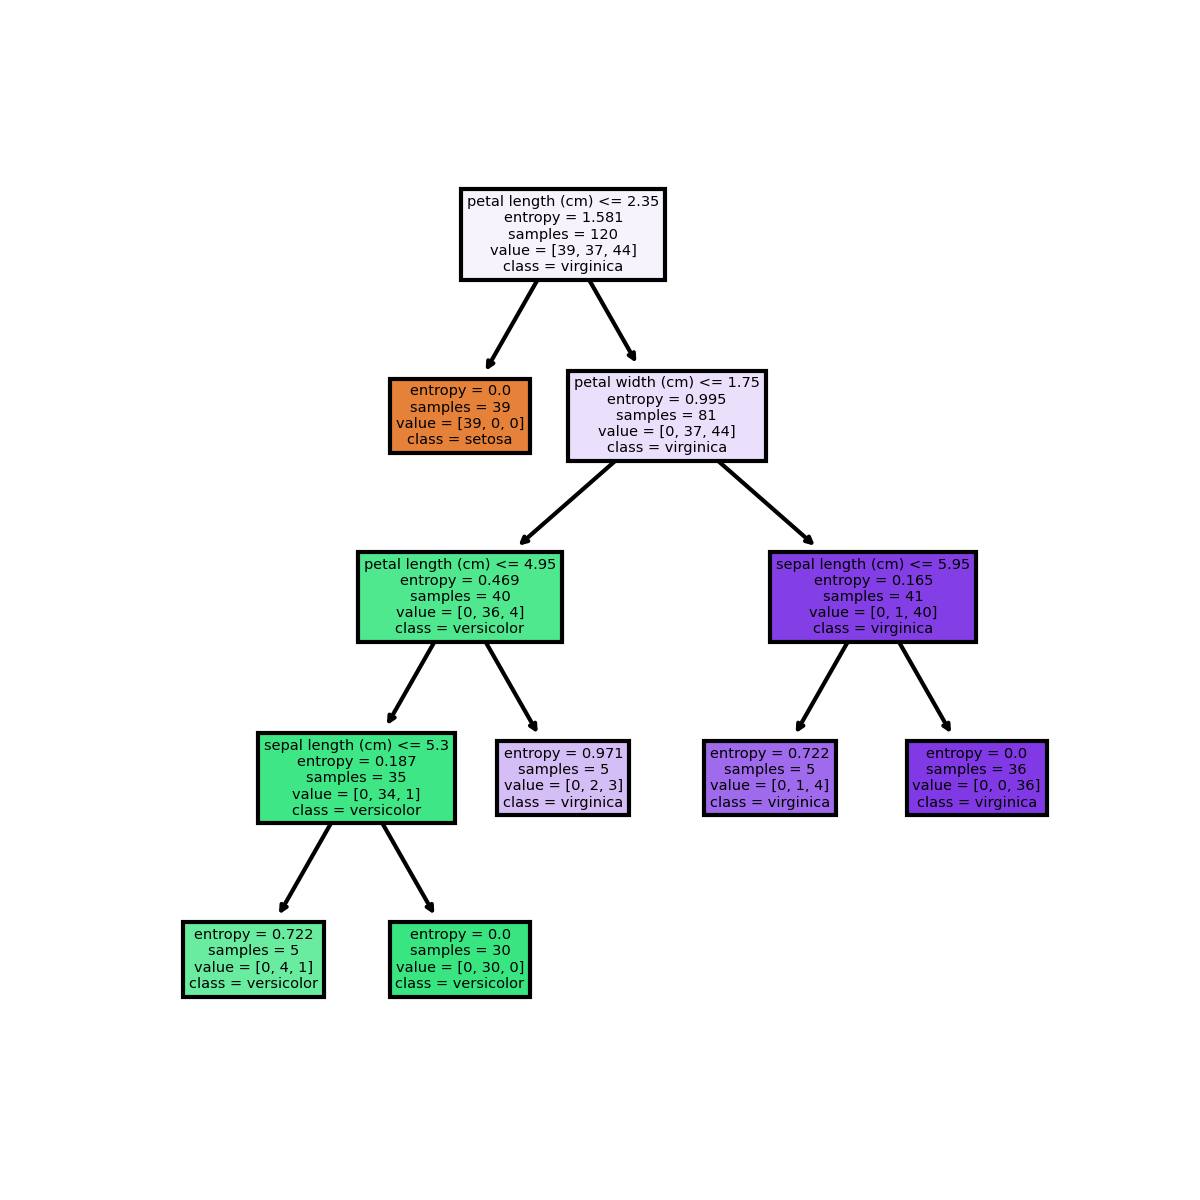 petal length (cm) <= 2.35
entropy = 1.581
samples = 120
value = [39, 37, 44]
class = virginica
entropy = 0.0
samples = 39
value = [39, 0, 0]
class = setosa
petal width (cm) <= 1.75
entropy = 0.995
samples = 81
value = [0, 37, 44]
class = virginica
petal length (cm) <= 4.95
entropy = 0.469
samples = 40
value = [0, 36, 4]
class = versicolor
sepal length (cm) <= 5.95
entropy = 0.165
samples = 41
value = [0, 1, 40]
class = virginica
sepal length (cm) <= 5.3
entropy = 0.187
samples = 35
value = [0, 34, 1]
class = versicolor
entropy = 0.971
samples = 5
value = [0, 2, 3]
class = virginica
entropy = 0.722
samples = 5
value = [0, 1, 4]
class = virginica
entropy = 0.0
samples = 36
value = [0, 0, 36]
class = virginica
entropy = 0.722
samples = 5
value = [0, 4, 1]
class = versicolor
entropy = 0.0
samples = 30
value = [0, 30, 0]
class = versicolor